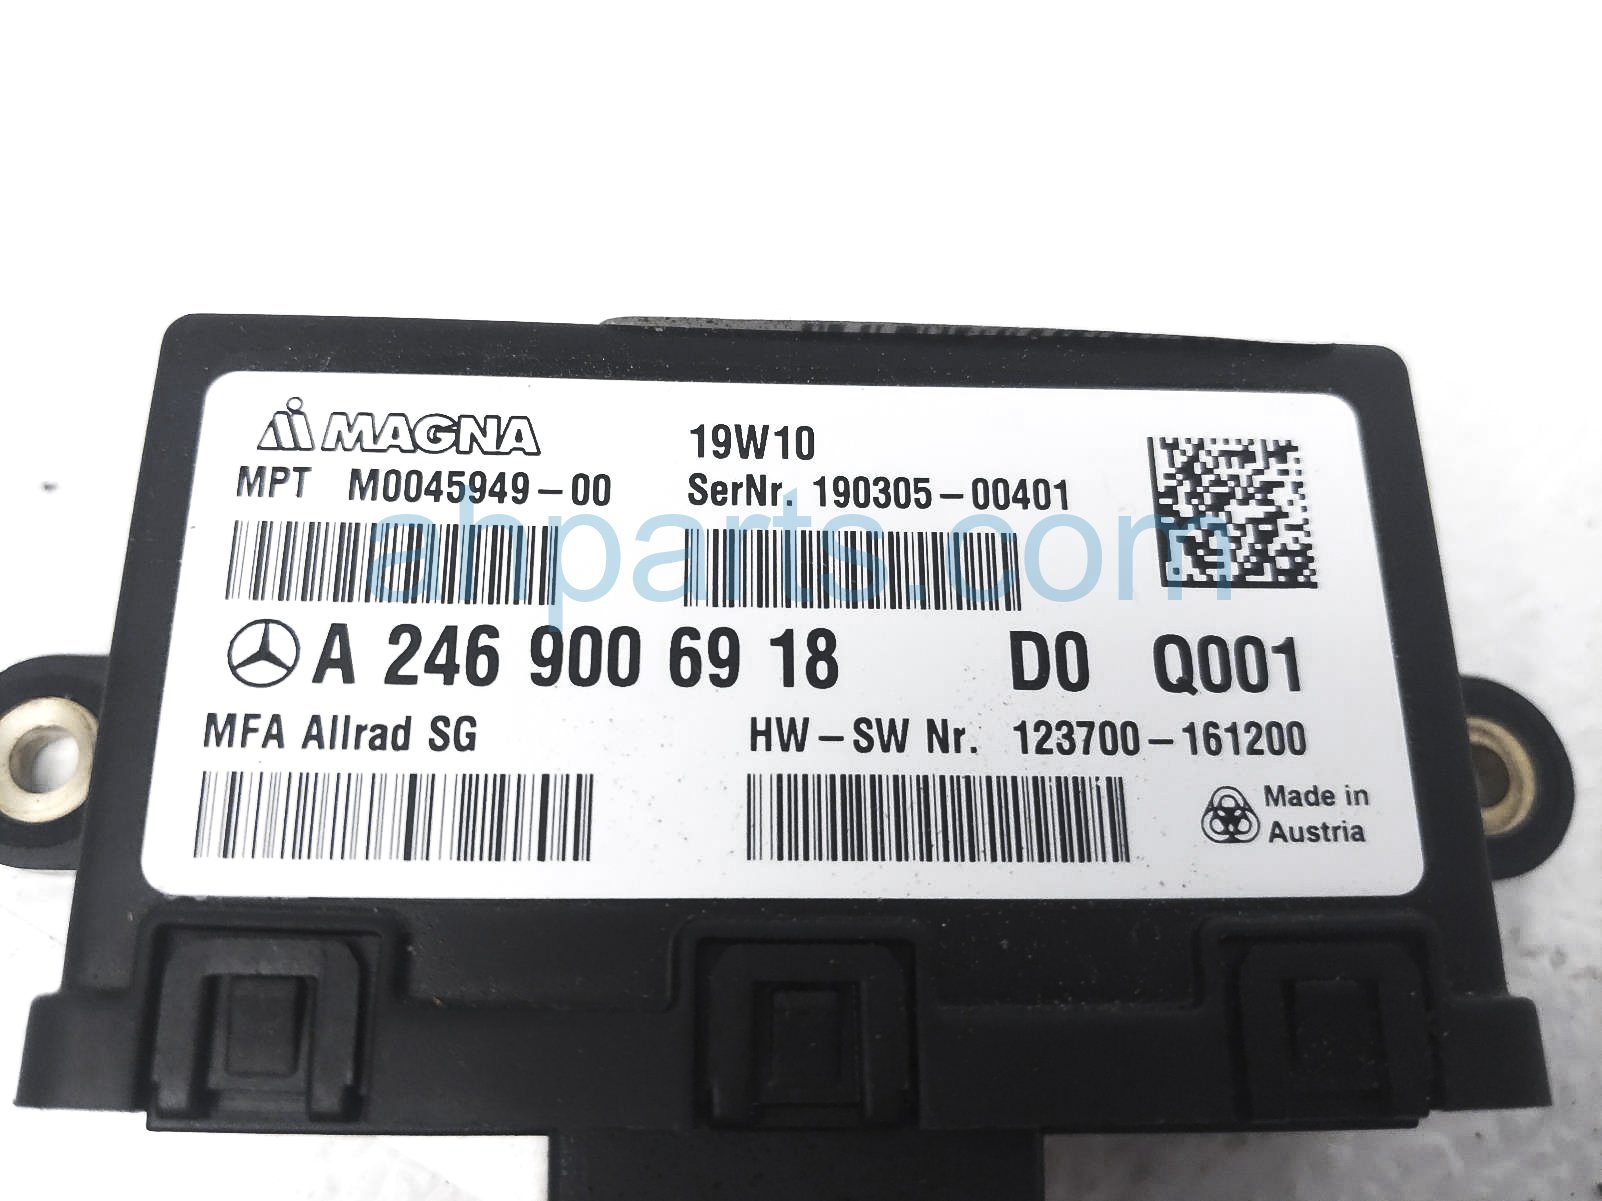 MAGNA
19W10
MPT M0045949-00
SerNr. 190305-00401
ahparts.com
A 246 900 69 18 D0 Q001
MFA Allrad SG
HW-SW Nr. 123700-161200
Made in
Austria